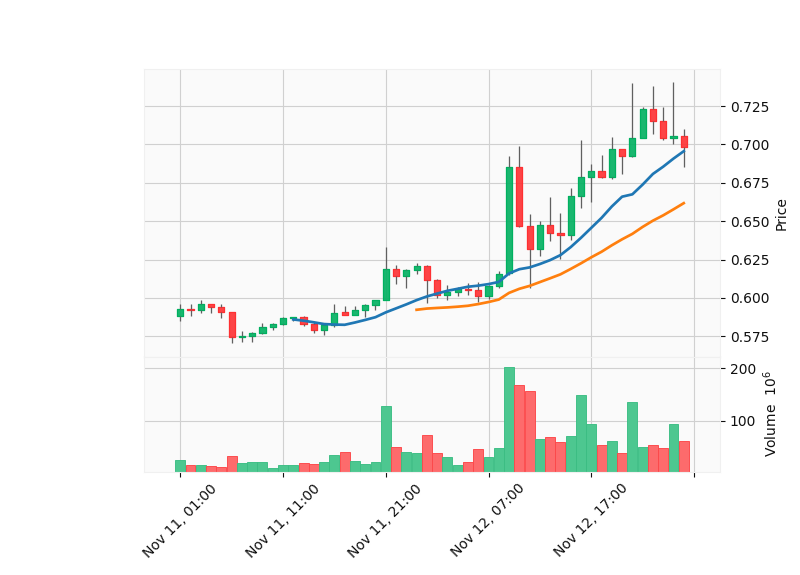 0.725
0.700
0.675
0.650
0.625
0.600
0.575
Price
200
100
Volume 10^6
Nov 11, 01:00
Nov 11, 11:00
Nov 11, 21:00
Nov 12, 07:00
Nov 12, 17:00